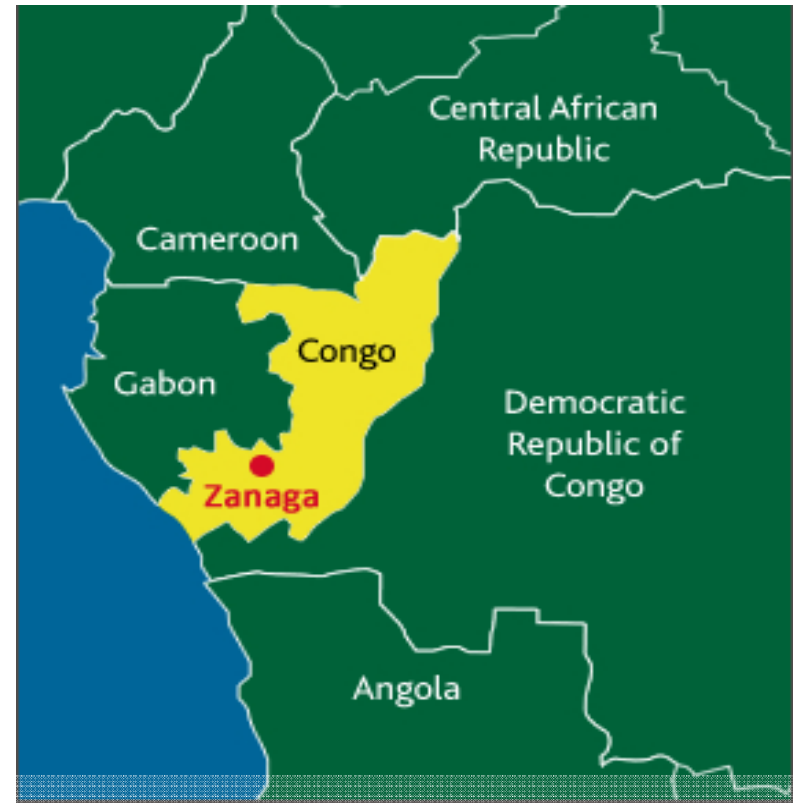 Central African
Republic
Cameroon
Congo
Gabon
Democratic
Republic of
Congo
Zanaga
Angola